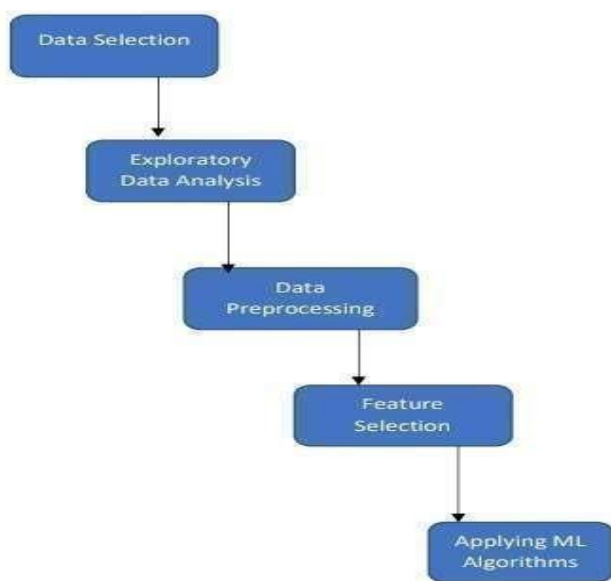 Data Selection
Exploratory
Data Analysis
Data
Preprocessing
Feature
Selection
Applying ML
Algorithms